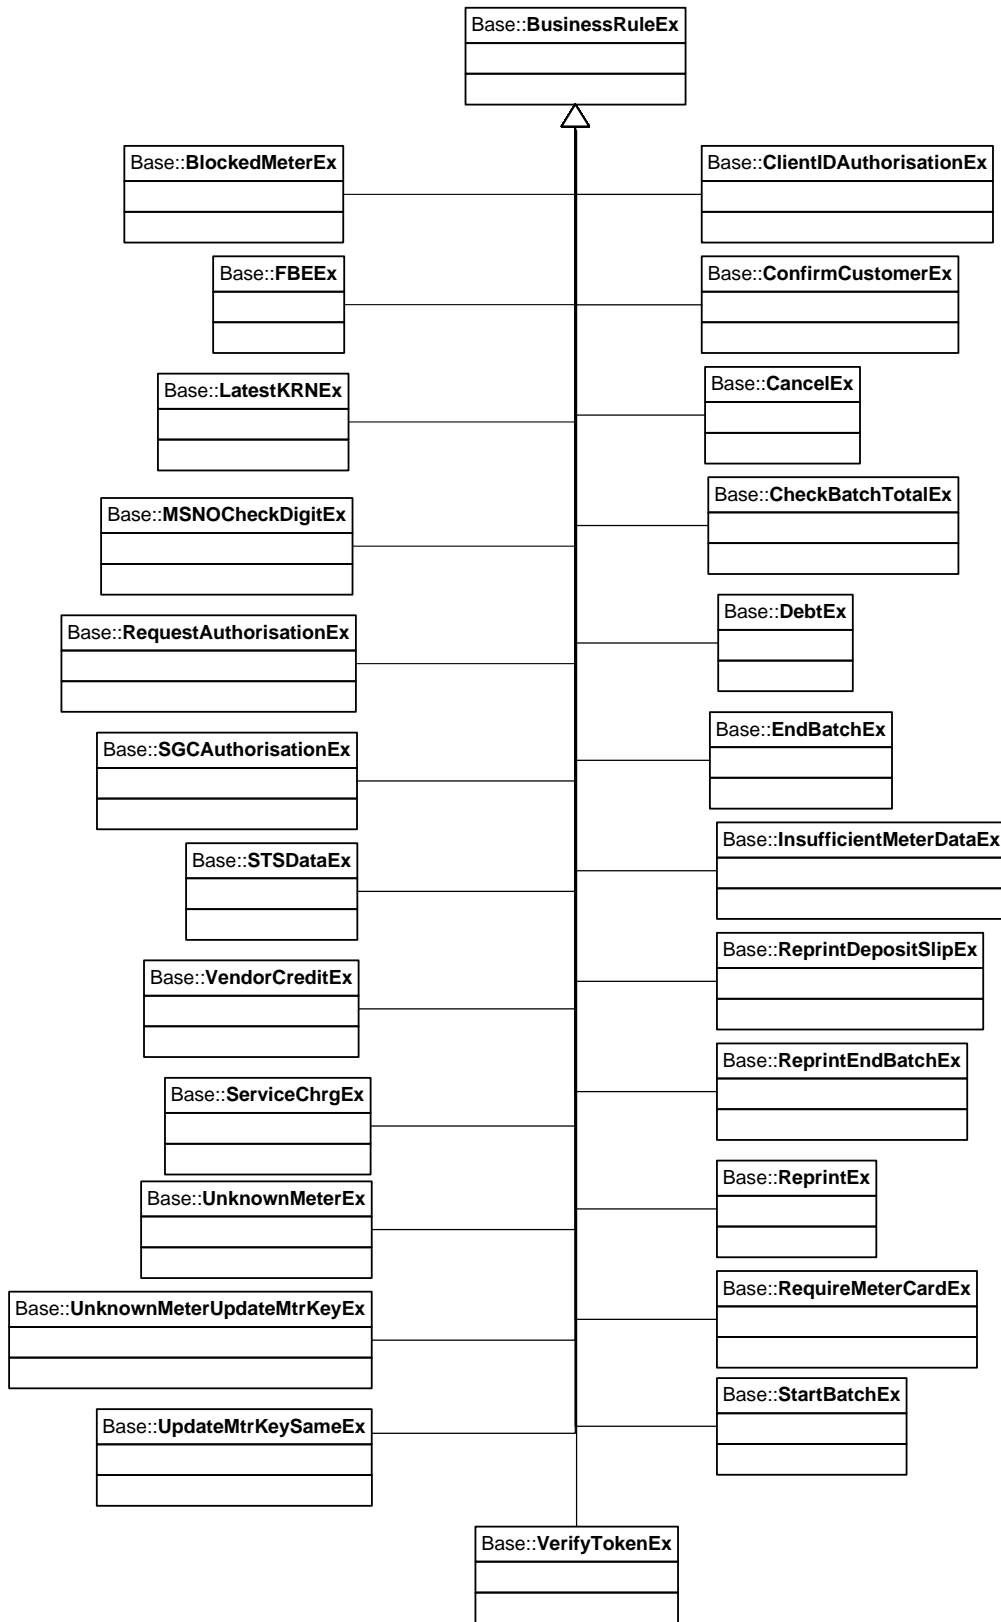 Base::BusinessRuleEx
Base::BlockedMeterEx
Base::ClientIDAuthorisationEx
Base::FBEEx
Base::ConfirmCustomerEx
Base::LatestKRNEx
Base::CancelEx
Base::MSNOCheckDigitEx
Base::CheckBatchTotalEx
Base::RequestAuthorisationEx
Base::DebtEx
Base::SGCAuthorisationEx
Base::EndBatchEx
Base::STSDataEx
Base::InsufficientMeterDataEx
Base::VendorCreditEx
Base::ReprintDepositSlipEx
Base::ServiceChrgEx
Base::ReprintEndBatchEx
Base::UnknownMeterEx
Base::ReprintEx
Base::UnknownMeterUpdateMtrKeyEx
Base::RequireMeterCardEx
Base::UpdateMtrKeySameEx
Base::StartBatchEx
Base::VerifyTokenEx